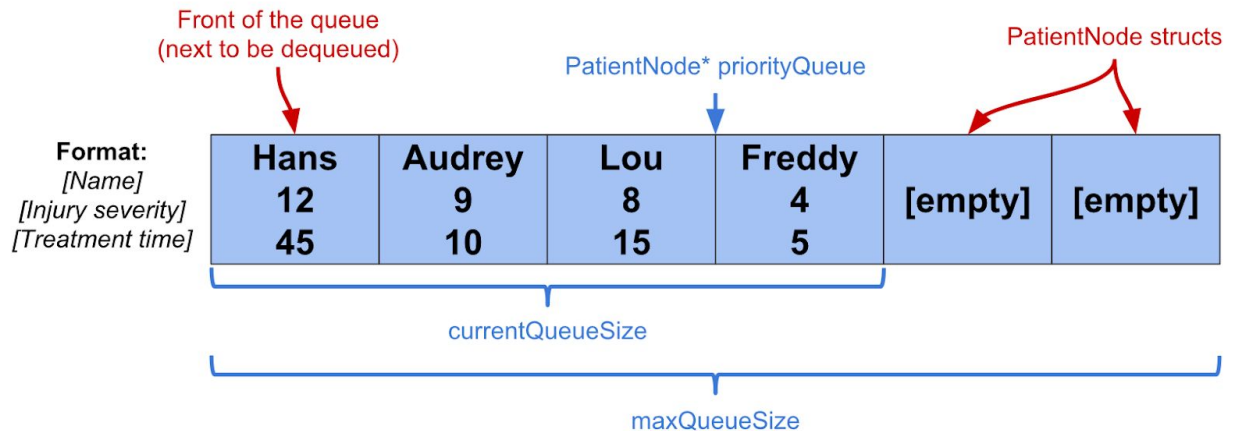 Front of the queue
(next to be dequeued)
PatientNode* priorityQueue
PatientNode structs
Format:
[Name]
[Injury severity]
[Treatment time]
Hans
12
45
Audrey
9
10
Lou
8
15
Freddy
4
5
[empty]
[empty]
currentQueueSize
maxQueueSize